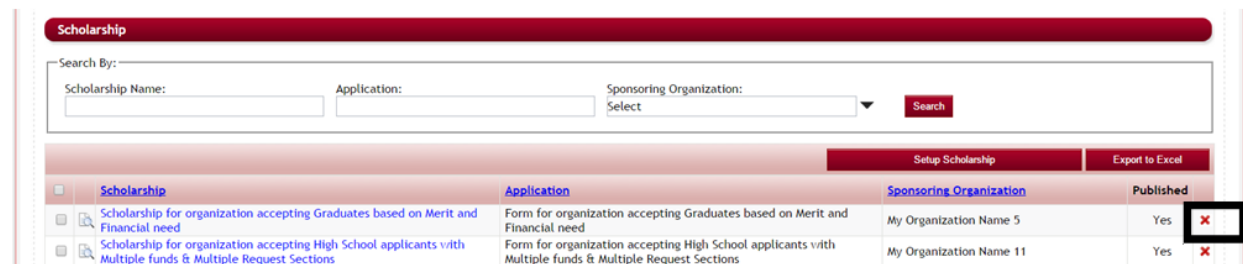 Scholarship
Search By:
Scholarship Name:
Application:
Sponsoring Organization:
Select
Search
Setup Scholarship
Export to Excel
Scholarship
Application
Sponsoring Organization
Published
Scholarship for organization accepting Graduates based on Merit and
Financial need
Form for organization accepting Graduates based on Merit and
Financial need
My Organization Name 5
Yes
Scholarship for organization accepting High School applicants with
Multiple funds & Multiple Request Sections
Form for organization accepting High School applicants with
Multiple funds & Multiple Request Sections
My Organization Name 11
Yes